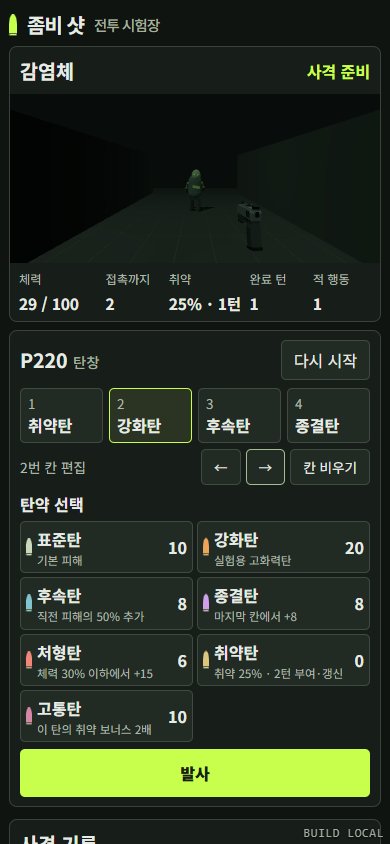 좀비 샷 전투 시험장
감염체 사격 준비
체력 접촉까지 취약 완료 턴 적 행동
29 / 100 2 25% · 1턴 1 1
P220 탄창 다시 시작
1 2 3 4
취약탄 강화탄 후속탄 종결탄
2번 칸 편집 ← → 칸 비우기
탄약 선택
표준탄 10
기본 피해
강화탄 20
실험용 고화력탄
후속탄 8
직전 피해의 50% 추가
종결탄 8
마지막 칸에서 +8
처형탄 6
체력 30% 이하에서 +15
취약탄 0
취약 25% · 2턴 부여·갱신
고통탄 10
이 탄의 취약 보너스 2배
발사
BUILD LOCAL